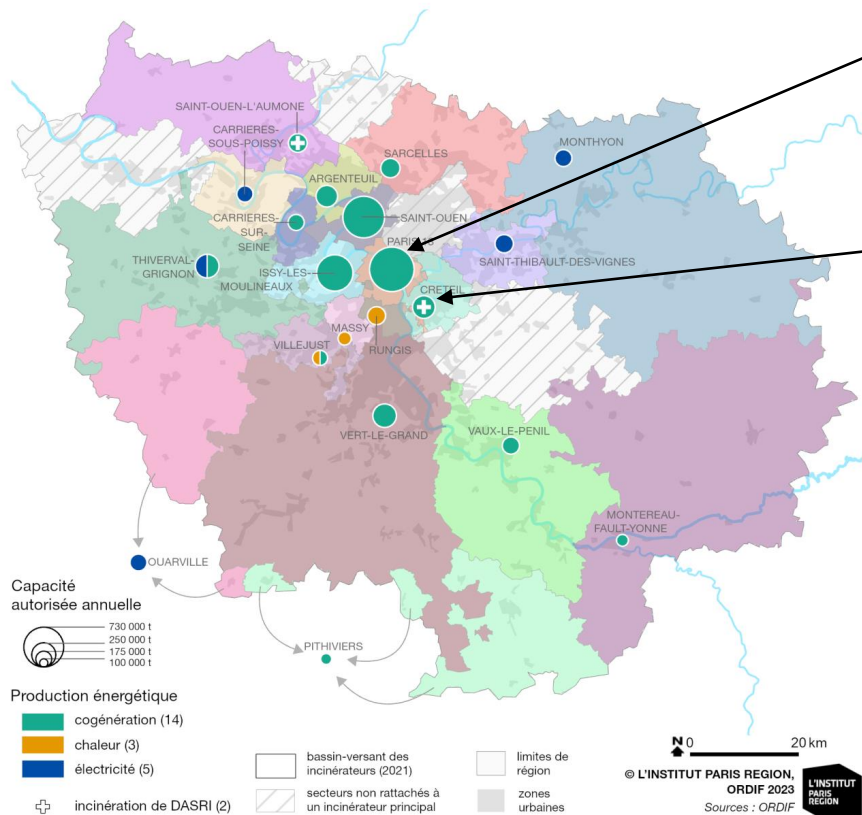 SAINT-OUEN-L'AUMONE
CARRIERES-
SOUS-POISSY
SARCELLES
MONTHYON
ARGENTEUIL
SAINT-OUEN
CARRIERES-
SUR-
SEINE
PARIS 13
THIVERVAL-
GRIGNON
ISSY-LES-
MOULINEAUX
SAINT-THIBAULT-DES-VIGNES
CRETEIL
MASSY
RUNGIS
VILLEJUST
VERT-LE-GRAND
VAUX-LE-PENIL
MONTEREAU-
FAULT-YONNE
OUARVILLE
PITHIVIERS
Capacité
autorisée annuelle
730 000 t
250 000 t
175 000 t
100 000 t
Production énergétique
cogénération (14)
chaleur (3)
électricité (5)
incinération de DASRI (2)
bassin-versant des
incinérateurs (2021)
secteurs non rattachés à
un incinérateur principal
limites de
région
zones
urbaines
N 0 20 km
© L'INSTITUT PARIS REGION,
ORDIF 2023
Sources : ORDIF
L'INSTITUT
PARIS
REGION